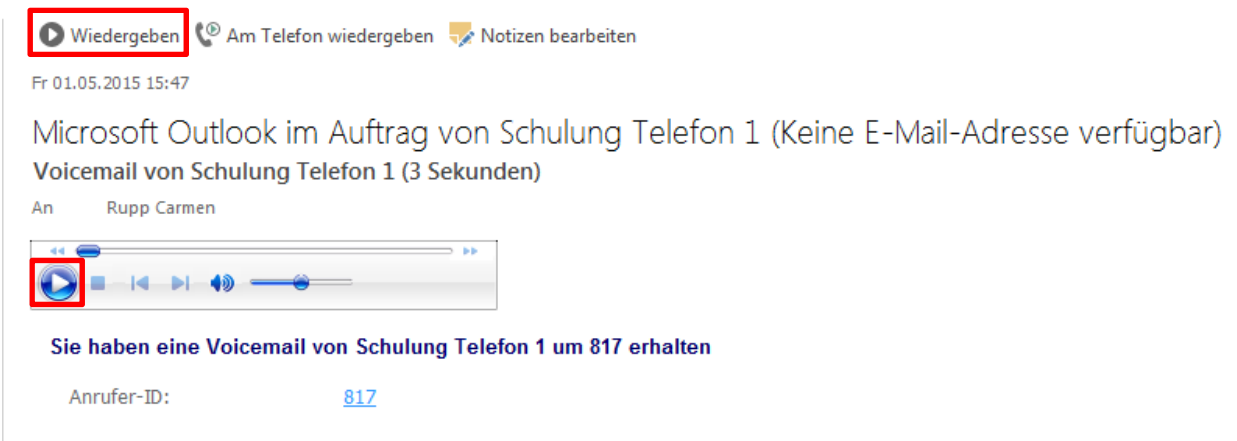 Wiedergeben Am Telefon wiedergeben Notizen bearbeiten
Fr 01.05.2015 15:47
Microsoft Outlook im Auftrag von Schulung Telefon 1 (Keine E-Mail-Adresse verfügbar)
Voicemail von Schulung Telefon 1 (3 Sekunden)
An Rupp Carmen
Sie haben eine Voicemail von Schulung Telefon 1 um 817 erhalten
Anrufer-ID: 817